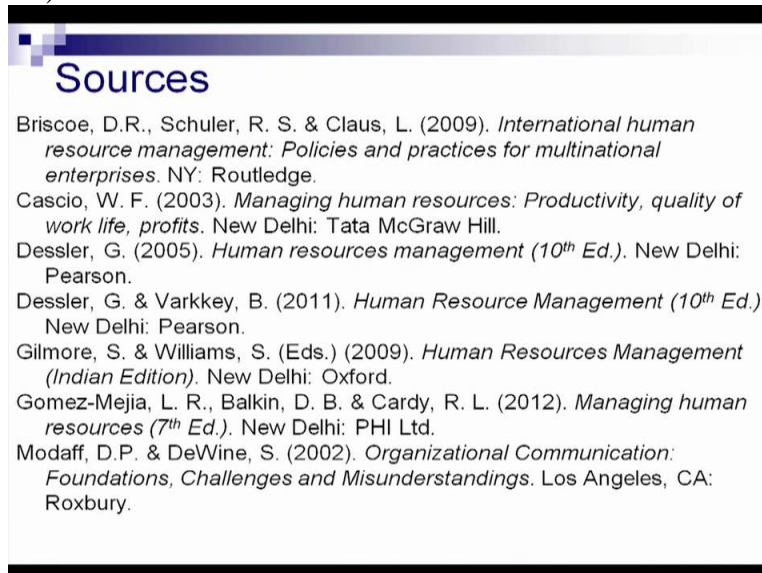 Sources
Briscoe, D.R., Schuler, R. S. & Claus, L. (2009). International human
resource management: Policies and practices for multinational
enterprises. NY: Routledge.
Cascio, W. F. (2003). Managing human resources: Productivity, quality of
work life, profits. New Delhi: Tata McGraw Hill.
Dessler, G. (2005). Human resources management (10th Ed.). New Delhi:
Pearson.
Dessler, G. & Varkkey, B. (2011). Human Resource Management (10th Ed.)
New Delhi: Pearson.
Gilmore, S. & Williams, S. (Eds.) (2009). Human Resources Management
(Indian Edition). New Delhi: Oxford.
Gomez-Mejia, L. R., Balkin, D. B. & Cardy, R. L. (2012). Managing human
resources (7th Ed.). New Delhi: PHI Ltd.
Modaff, D.P. & DeWine, S. (2002). Organizational Communication:
Foundations, Challenges and Misunderstandings. Los Angeles, CA:
Roxbury.